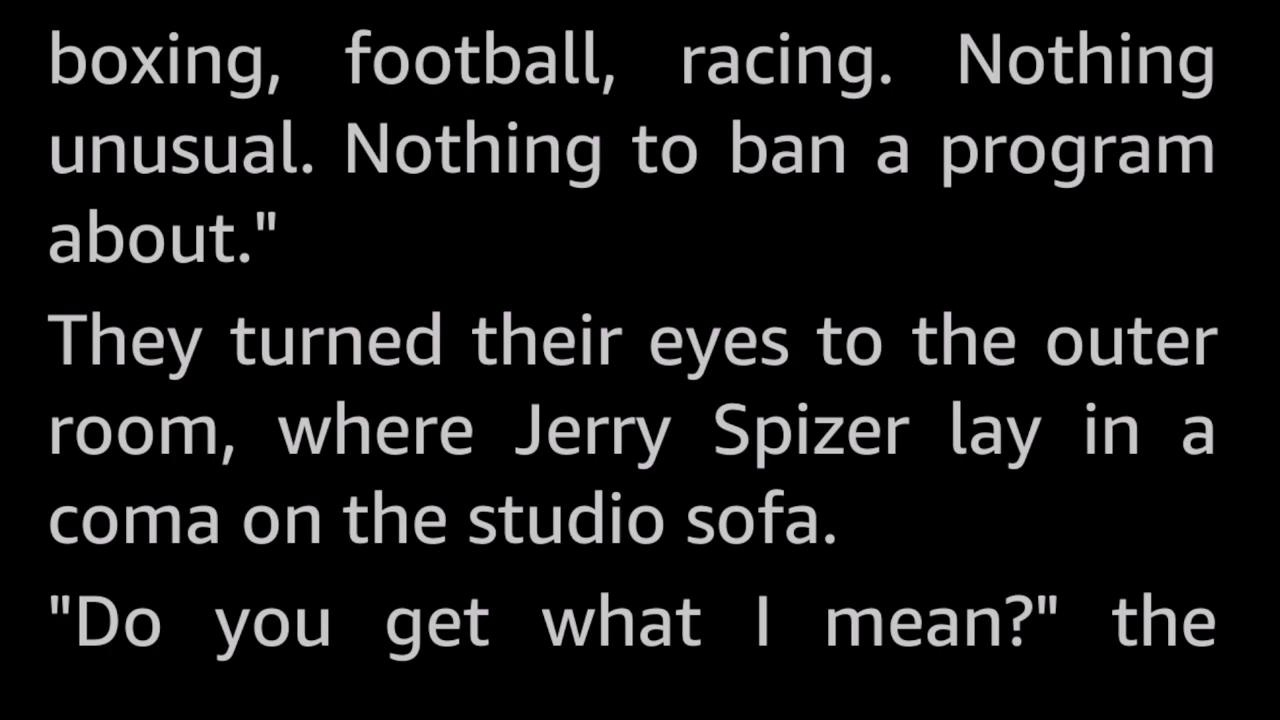 boxing, football, racing. Nothing
unusual. Nothing to ban a program
about."
They turned their eyes to the outer
room, where Jerry Spizer lay in a
coma on the studio sofa.
"Do you get what I mean?" the